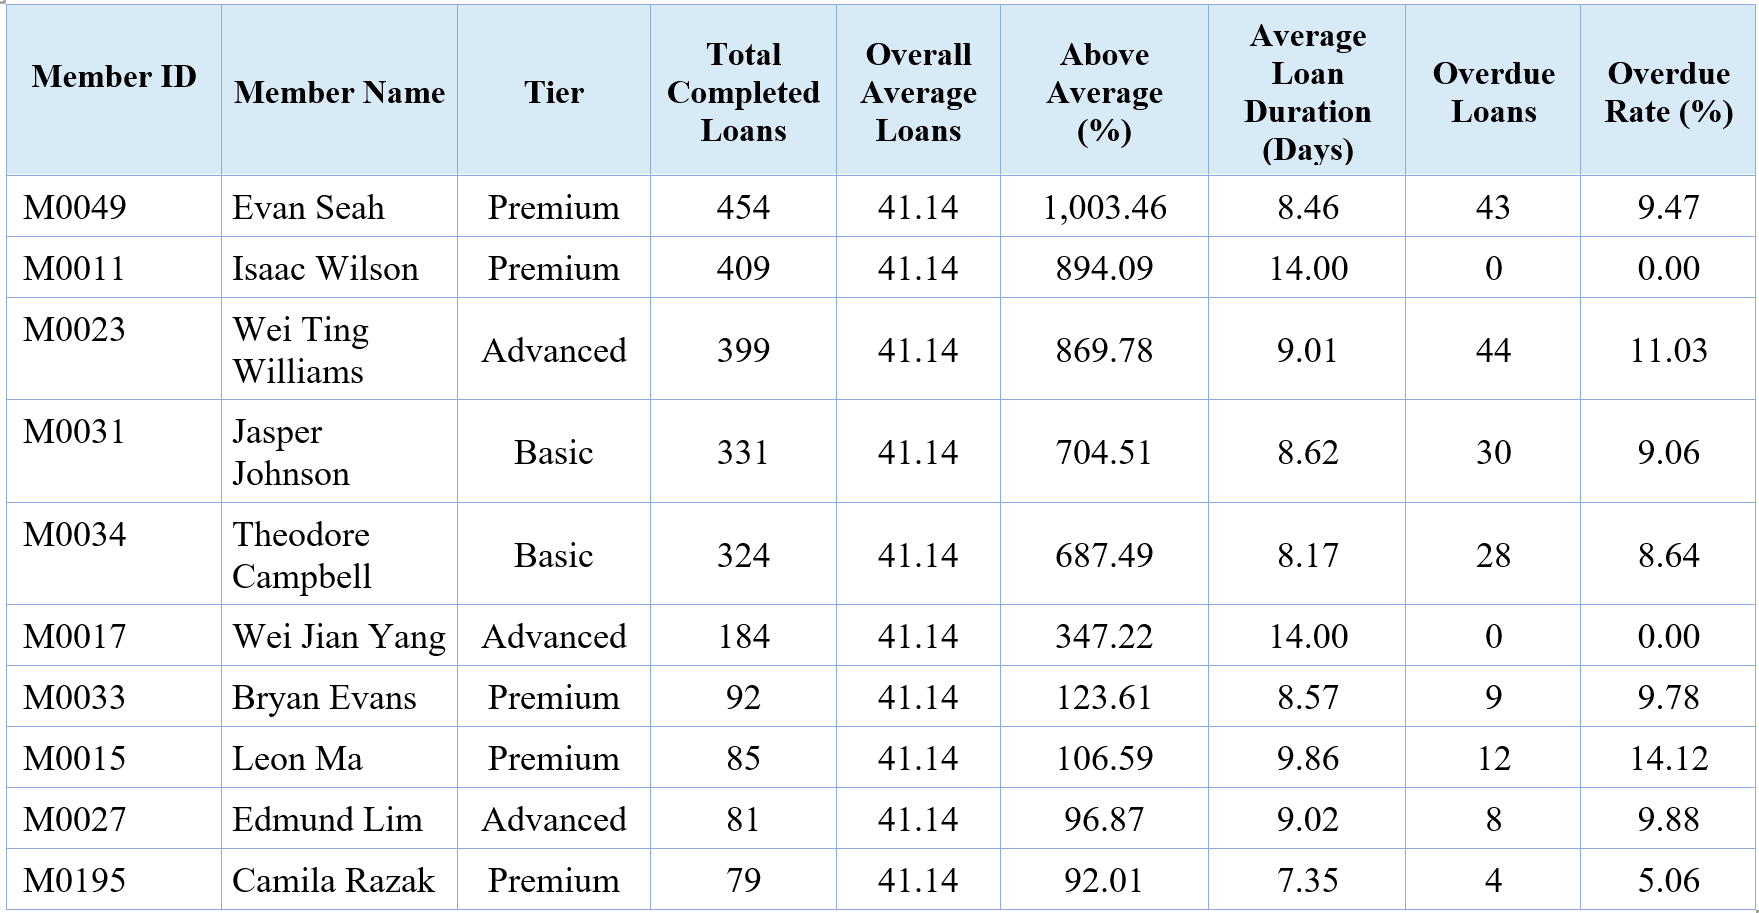 Member ID
Member Name
Tier
Total
Completed
Loans
Overall
Average
Loans
Above
Average
(%)
Average
Loan
Duration
(Days)
Overdue
Loans
Overdue
Rate (%)
M0049 Evan Seah Premium 454 41.14 1,003.46 8.46 43 9.47
M0011 Isaac Wilson Premium 409 41.14 894.09 14.00 0 0.00
M0023 Wei Ting
Williams Advanced 399 41.14 869.78 9.01 44 11.03
M0031 Jasper
Johnson Basic 331 41.14 704.51 8.62 30 9.06
M0034 Theodore
Campbell Basic 324 41.14 687.49 8.17 28 8.64
M0017 Wei Jian Yang Advanced 184 41.14 347.22 14.00 0 0.00
M0033 Bryan Evans Premium 92 41.14 123.61 8.57 9 9.78
M0015 Leon Ma Premium 85 41.14 106.59 9.86 12 14.12
M0027 Edmund Lim Advanced 81 41.14 96.87 9.02 8 9.88
M0195 Camila Razak Premium 79 41.14 92.01 7.35 4 5.06